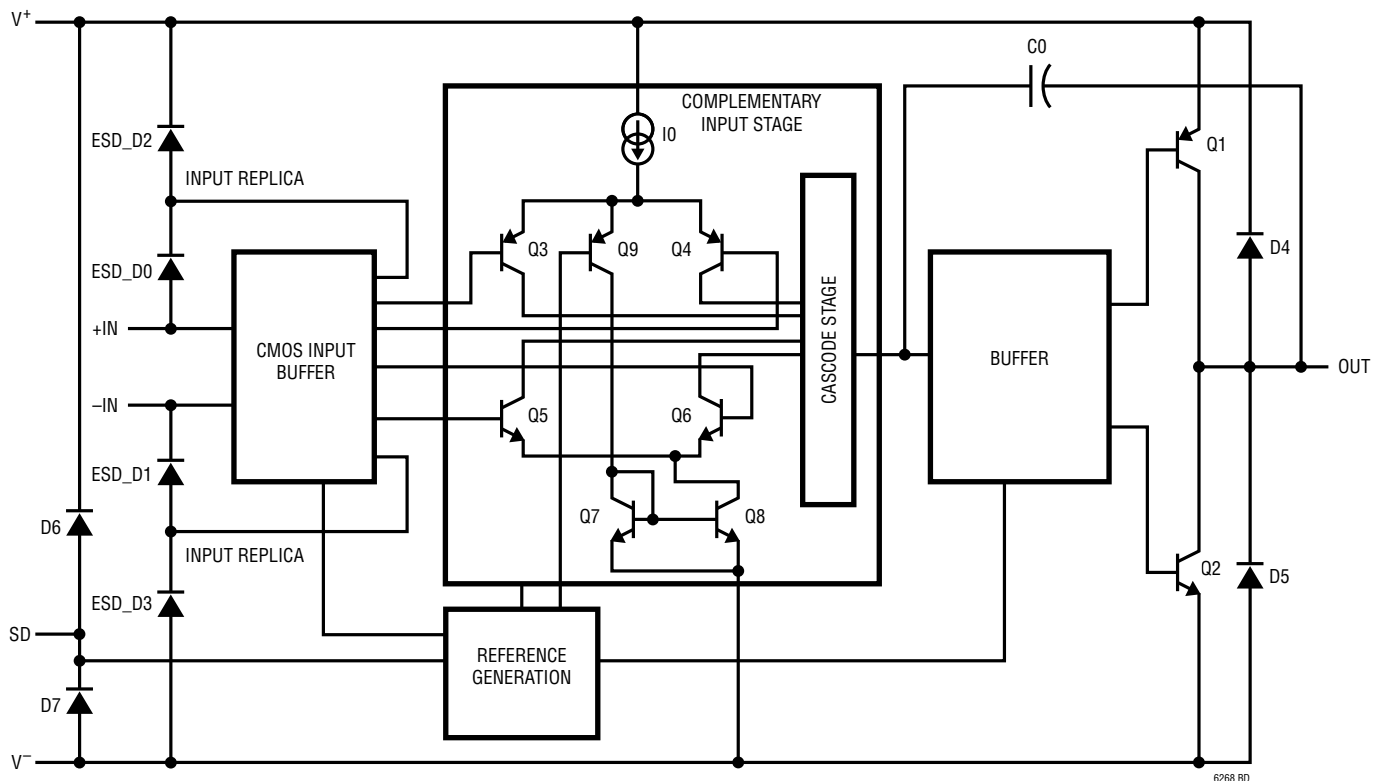 V+
C0
COMPLEMENTARY
INPUT STAGE
I0
ESD_D2
Q1
INPUT REPLICA
Q3
Q9
Q4
D4
ESD_D0
+IN
CMOS INPUT
BUFFER
CASCODE STAGE
BUFFER
OUT
–IN
Q5
Q6
ESD_D1
D6
Q7
Q8
INPUT REPLICA
Q2
D5
ESD_D3
SD
REFERENCE
GENERATION
D7
V–
6268 BD